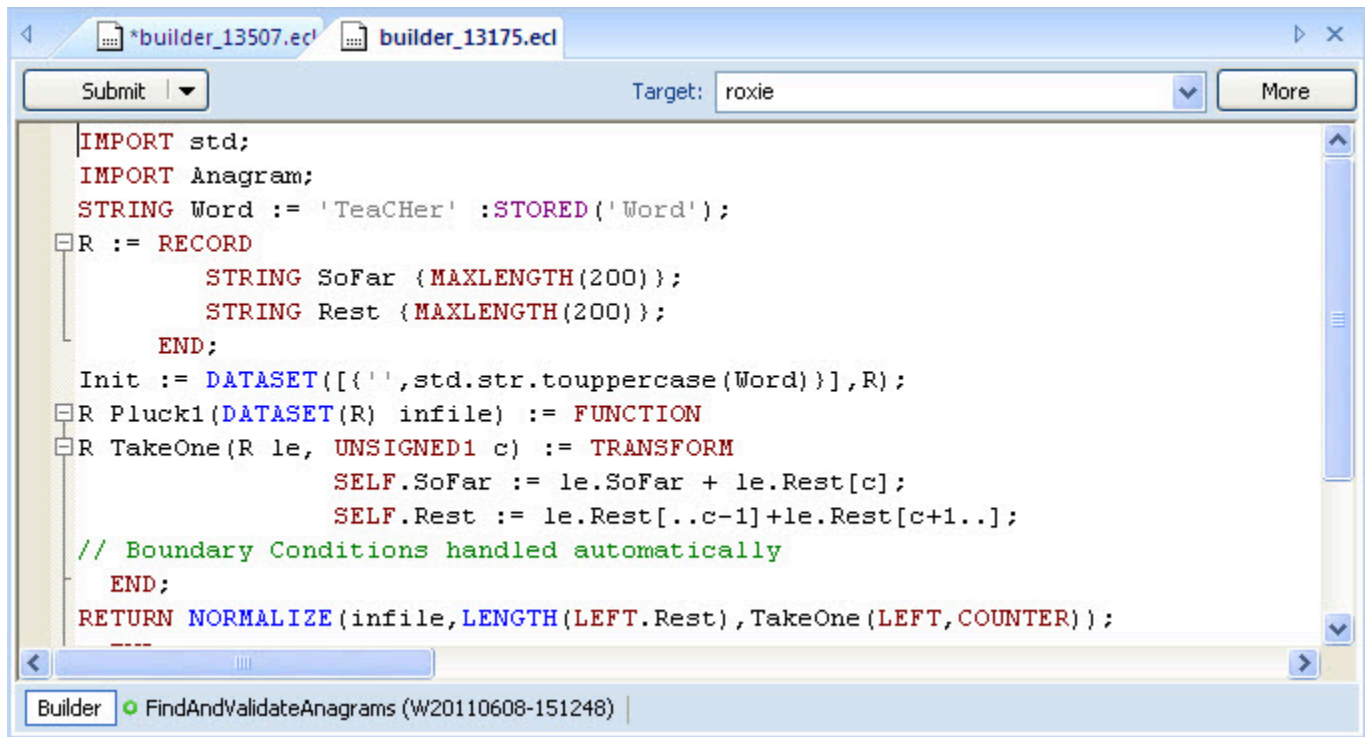 *builder_13507.ecl builder_13175.ecl
Submit Target: roxie More
IMPORT std;
IMPORT Anagram;
STRING Word := 'TeaCHer' :STORED('Word');
R := RECORD
STRING SoFar {MAXLENGTH(200)};
STRING Rest {MAXLENGTH(200)};
END;
Init := DATASET([{'',std.str.touppercase(Word)}],R);
R Pluck1(DATASET(R) infile) := FUNCTION
R TakeOne(R le, UNSIGNED1 c) := TRANSFORM
SELF.SoFar := le.SoFar + le.Rest[c];
SELF.Rest := le.Rest[..c-1]+le.Rest[c+1..];
// Boundary Conditions handled automatically
END;
RETURN NORMALIZE(infile,LENGTH(LEFT.Rest),TakeOne(LEFT,COUNTER));
Builder FindAndValidateAnagrams (W20110608-151248)